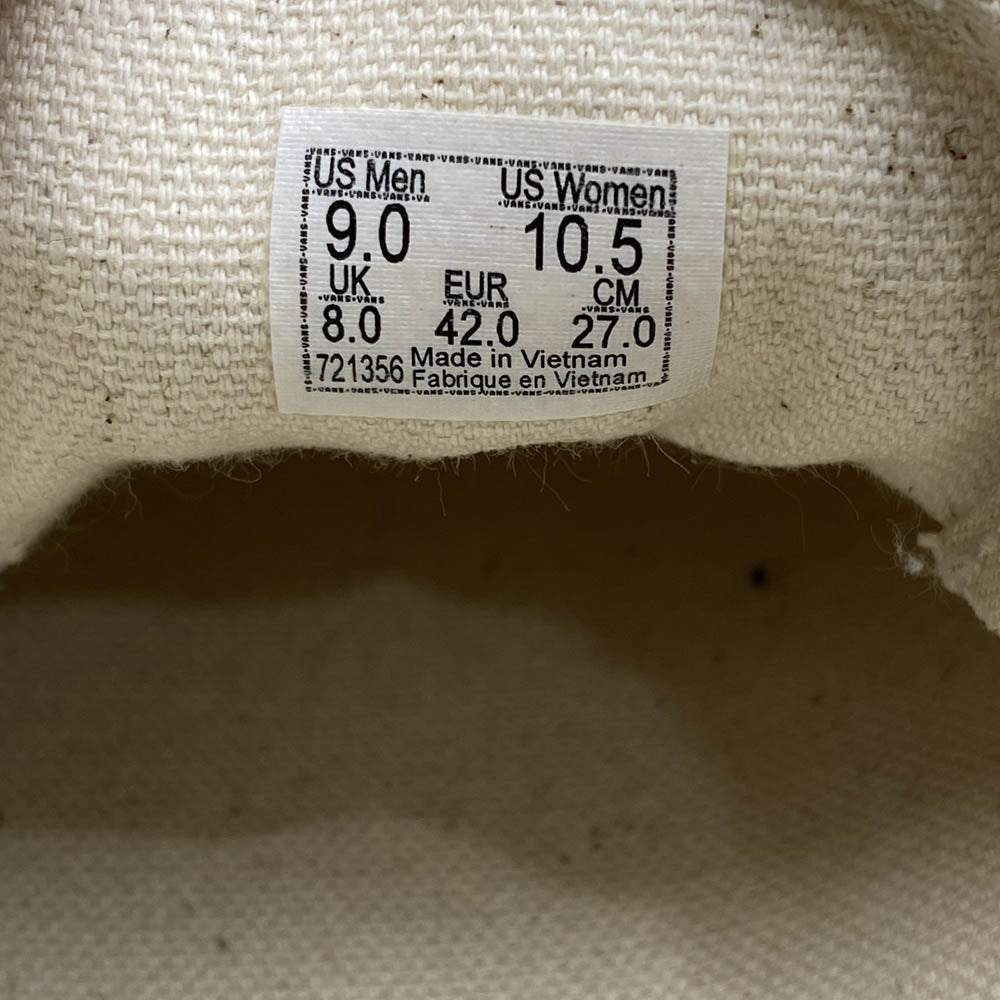 US Men US Women
9.0 10.5
UK EUR CM
8.0 42.0 27.0
721356 Made in Vietnam
Fabrique en Vietnam